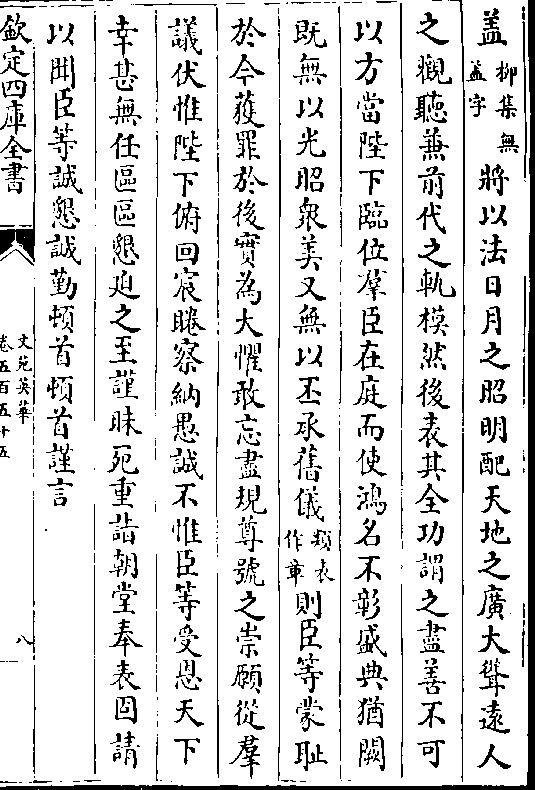 盖柳集無盖字將以法日月之昭明配天地之廣大聳逺人
之觀聽兼前代之軌模然後表其全功謂之盡善不可
以方當陛下臨位羣臣在庭而使鴻名不彰盛典猶闕
既無以光昭衆美又無以丕承舊儀類表作章則臣等蒙耻
於今獲罪於後實為大懼敢忘盡規尊號之崇願從羣
議伏惟陛下俯回宸睠察納愚誠不惟臣等受恩天下
幸甚無任區區懇迫之至謹昧死重詣朝堂奉表固請
以聞臣等誠懇誠勤頓首頓首謹言
欽定四庫全書
文苑英華
卷五百五十五
八